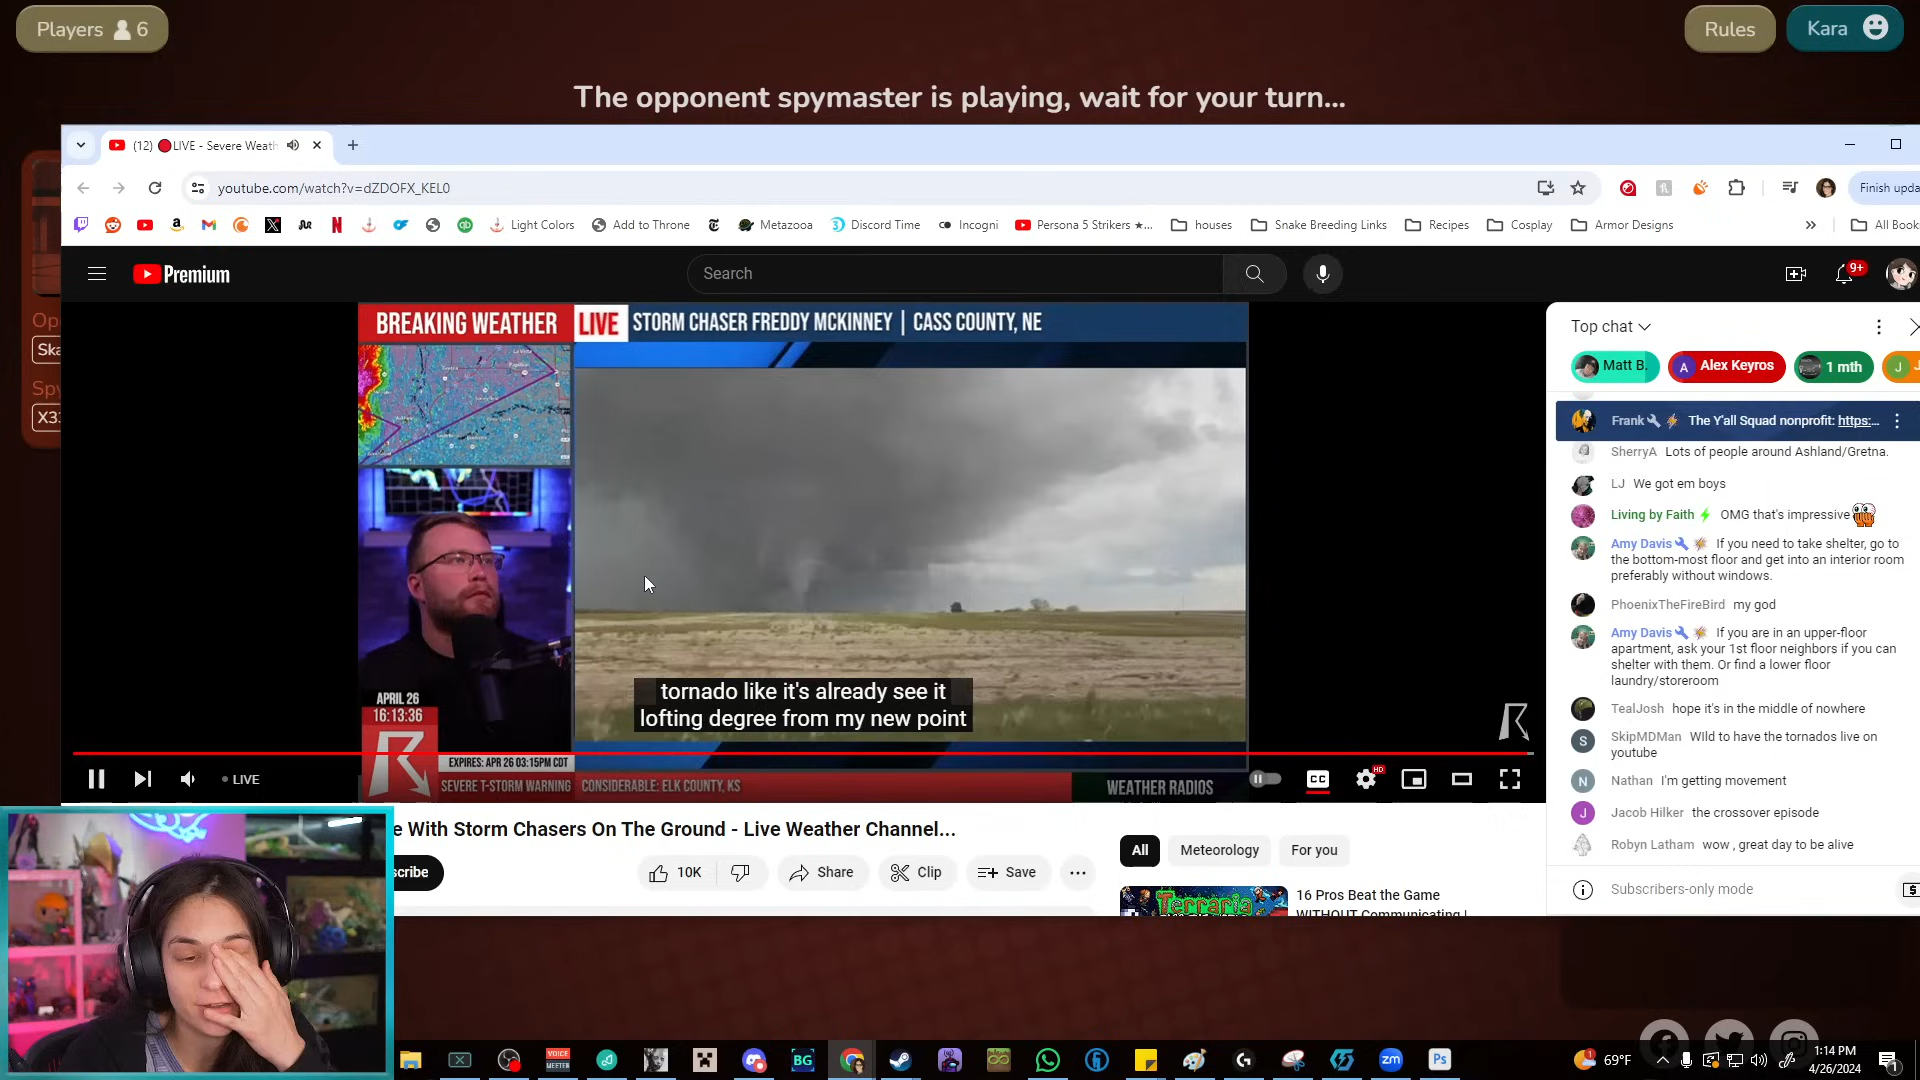 Players 6
Rules
Kara
The opponent spymaster is playing, wait for your turn...
(12) LIVE - Severe Weath
youtube.com/watch?v=dZDOFX_KEL0
Finish upda
Light Colors
Add to Throne
Metazooa
Discord Time
Incogni
Persona 5 Strikers ★...
houses
Snake Breeding Links
Recipes
Cosplay
Armor Designs
All Book
Premium
Search
9+
BREAKING WEATHER
LIVE
STORM CHASER FREDDY MCKINNEY | CASS COUNTY, NE
APRIL 26
16:13:36
EXPIRES: APR 26 03:15PM CDT
SEVERE T-STORM WARNING
CONSIDERABLE: ELK COUNTY, KS
WEATHER RADIOS
tornado like it's already see it
lofting degree from my new point
LIVE
CC
HD
Top chat
Matt B.
A Alex Keyros
1 mth
J
Frank The Y'all Squad nonprofit: https:...
SherryA Lots of people around Ashland/Gretna.
LJ We got em boys
Living by Faith OMG that's impressive
Amy Davis If you need to take shelter, go to
the bottom-most floor and get into an interior room
preferably without windows.
PhoenixTheFireBird my god
Amy Davis If you are in an upper-floor
apartment, ask your 1st floor neighbors if you can
shelter with them. Or find a lower floor
laundry/storeroom
TealJosh hope it's in the middle of nowhere
S SkipMDMan WIld to have the tornados live on
youtube
N Nathan I'm getting movement
J Jacob Hilker the crossover episode
Robyn Latham wow , great day to be alive
Subscribers-only mode
Op
Ska
Spy
X33
e With Storm Chasers On The Ground - Live Weather Channel...
scribe
10K
Share
Clip
Save
All
Meteorology
For you
Terraria
16 Pros Beat the Game
WITHOUT Communicating |
VOICE
MEETER
BG
zm
Ps
69°F
1:14 PM
4/26/2024